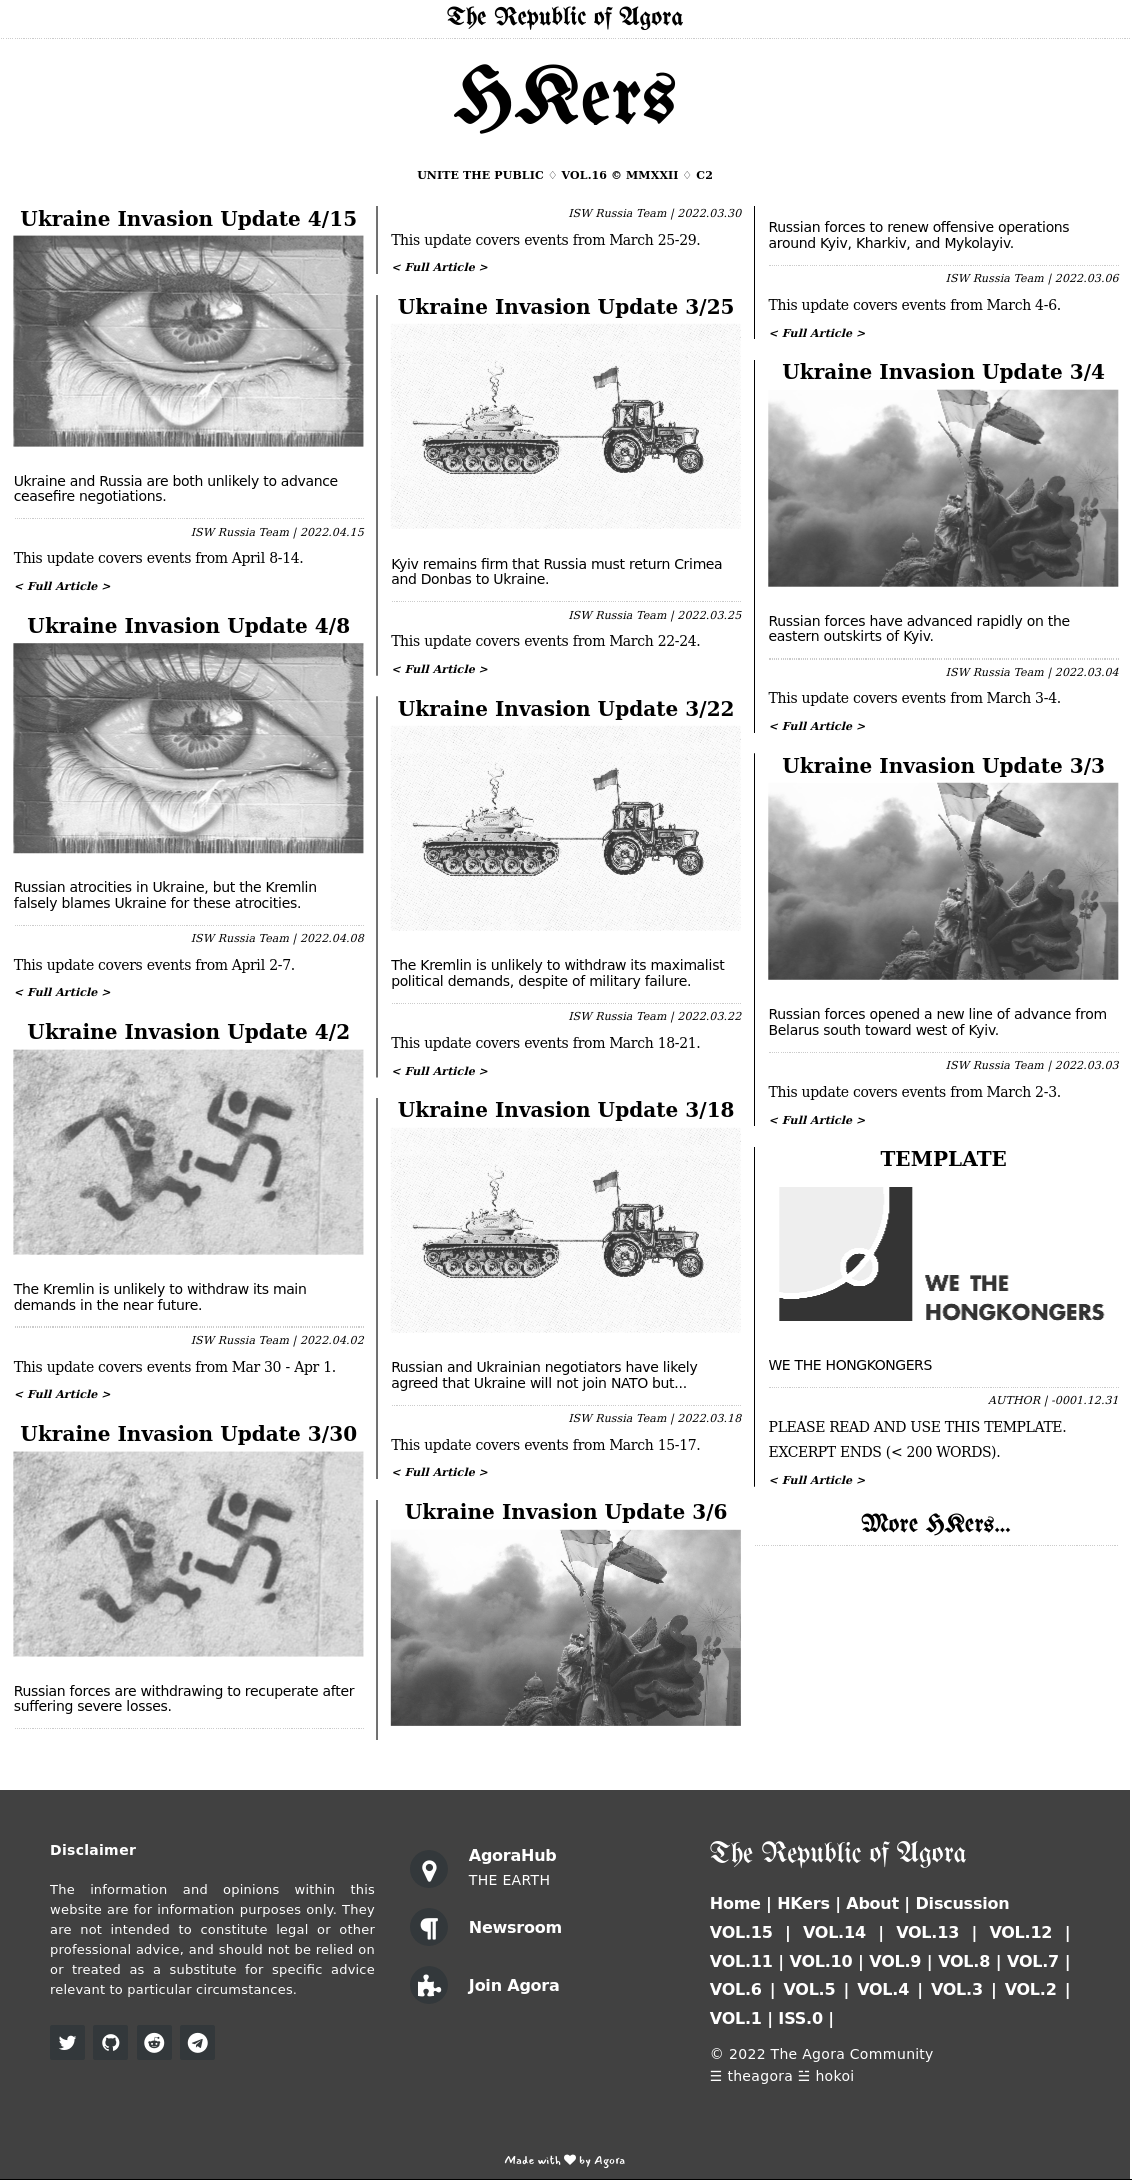 The Republic of Agora
HKers
UNITE THE PUBLIC ♢ VOL.16 © MMXXII ♢ C2
Ukraine Invasion Update 4/15
Ukraine and Russia are both unlikely to advance
ceasefire negotiations.
ISW Russia Team | 2022.04.15
This update covers events from April 8-14.
< Full Article >
Ukraine Invasion Update 4/8
Russian atrocities in Ukraine, but the Kremlin
falsely blames Ukraine for these atrocities.
ISW Russia Team | 2022.04.08
This update covers events from April 2-7.
< Full Article >
Ukraine Invasion Update 4/2
The Kremlin is unlikely to withdraw its main
demands in the near future.
ISW Russia Team | 2022.04.02
This update covers events from Mar 30 - Apr 1.
< Full Article >
Ukraine Invasion Update 3/30
Russian forces are withdrawing to recuperate after
suffering severe losses.
ISW Russia Team | 2022.03.30
This update covers events from March 25-29.
< Full Article >
Ukraine Invasion Update 3/25
Kyiv remains firm that Russia must return Crimea
and Donbas to Ukraine.
ISW Russia Team | 2022.03.25
This update covers events from March 22-24.
< Full Article >
Ukraine Invasion Update 3/22
The Kremlin is unlikely to withdraw its maximalist
political demands, despite of military failure.
ISW Russia Team | 2022.03.22
This update covers events from March 18-21.
< Full Article >
Ukraine Invasion Update 3/18
Russian and Ukrainian negotiators have likely
agreed that Ukraine will not join NATO but...
ISW Russia Team | 2022.03.18
This update covers events from March 15-17.
< Full Article >
Ukraine Invasion Update 3/6
Russian forces to renew offensive operations
around Kyiv, Kharkiv, and Mykolayiv.
ISW Russia Team | 2022.03.06
This update covers events from March 4-6.
< Full Article >
Ukraine Invasion Update 3/4
Russian forces have advanced rapidly on the
eastern outskirts of Kyiv.
ISW Russia Team | 2022.03.04
This update covers events from March 3-4.
< Full Article >
Ukraine Invasion Update 3/3
Russian forces opened a new line of advance from
Belarus south toward west of Kyiv.
ISW Russia Team | 2022.03.03
This update covers events from March 2-3.
< Full Article >
TEMPLATE
WE THE
HONGKONGERS
WE THE HONGKONGERS
AUTHOR | -0001.12.31
PLEASE READ AND USE THIS TEMPLATE.
EXCERPT ENDS (< 200 WORDS).
< Full Article >
More HKers...
Disclaimer
The information and opinions within this
website are for information purposes only. They
are not intended to constitute legal or other
professional advice, and should not be relied on
or treated as a substitute for specific advice
relevant to particular circumstances.
AgoraHub
THE EARTH
Newsroom
Join Agora
The Republic of Agora
Home | HKers | About | Discussion
VOL.15 | VOL.14 | VOL.13 | VOL.12 |
VOL.11 | VOL.10 | VOL.9 | VOL.8 | VOL.7 |
VOL.6 | VOL.5 | VOL.4 | VOL.3 | VOL.2 |
VOL.1 | ISS.0 |
© 2022 The Agora Community
☰ theagora ☱ hokoi
Made with ♥ by Agora